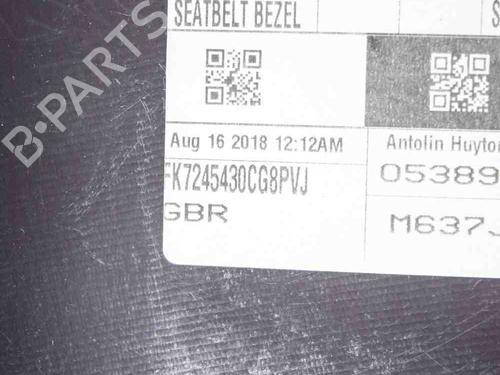 SEATBELT BEZEL
B-PARTS
Aug 16 2018 12:12AM
Antolin Huyton
FK7245430CG8PVJ
05389
GBR
M637J